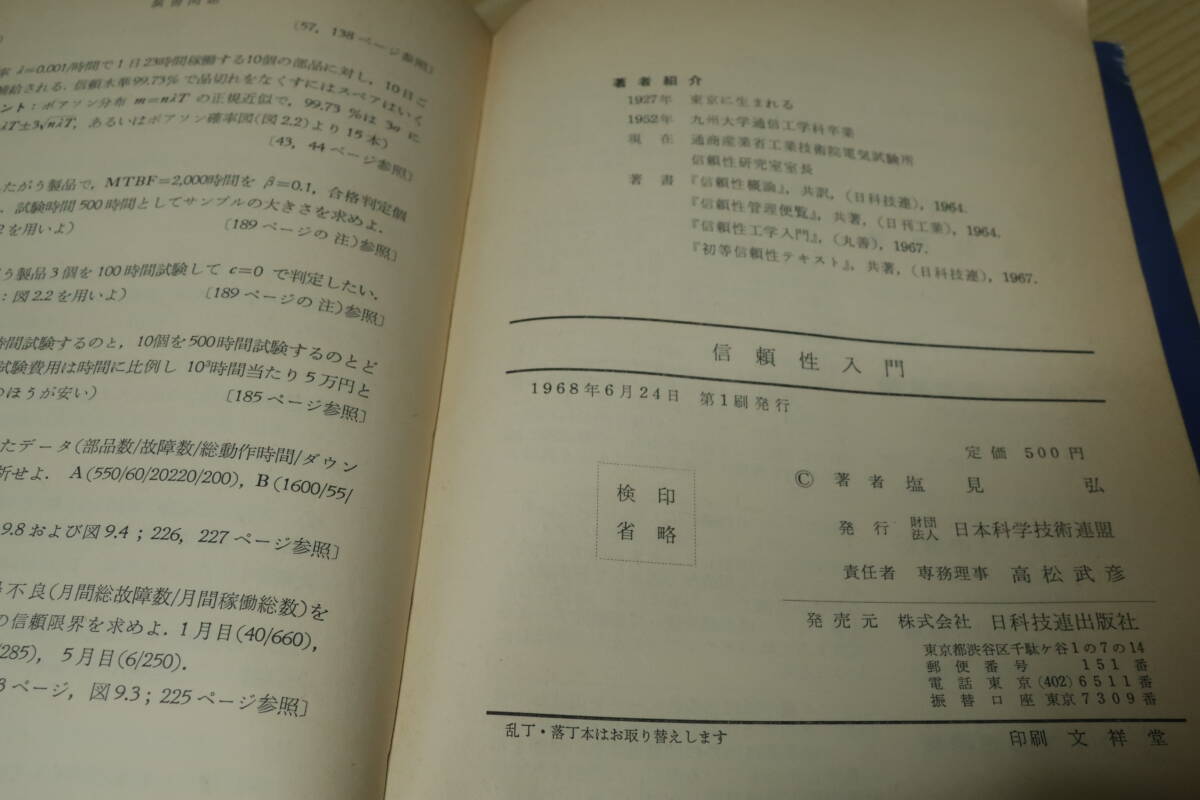 演習問題
〔57, 138ページ参照〕
率 λ=0.001/時間で1日23時間稼働する10個の部品に対し，10日ご
補給される．信頼水準99.73%で品切れをなくすにはスペアはいく
ント：ポアソン分布 m=nλT の正規近似で，99.73 %は 3σ に
λT±3√nλT，あるいはポアソン確率図(図2.2)より 15本)
〔43, 44ページ参照〕
したがう製品で，MTBF=2,000時間を β=0.1，合格判定個
．試験時間500時間としてサンプルの大きさを求めよ．
2を用いよ）
〔189ページの 注)参照〕
う製品3個を100時間試験して c=0 で判定したい．
：図2.2を用いよ）
〔189ページの 注)参照〕
時間試験するのと，10個を500時間試験するのとど
試験費用は時間に比例し 10³時間当たり5万円と
のほうが安い）
〔185ページ参照〕
たデータ(部品数/故障数/総動作時間/ダウン
析せよ． A(550/60/20220/200)，B(1600/55/
9.8および図9.4；226, 227ページ参照〕
不良(月間総故障数/月間稼働総数)を
の信頼限界を求めよ．1月目(40/660)，
/285)，5月目(6/250)．
ページ，図9.3；225ページ参照〕
著者紹介
1927年 東京に生まれる
1952年 九州大学通信工学科卒業
現在 通商産業省工業技術院電気試験所
信頼性研究室室長
著書 『信頼性概論』，共訳，(日科技連)，1964.
『信頼性管理便覧』，共著，(日刊工業)，1964.
『信頼性工学入門』，(丸善)，1967.
『初等信頼性テキスト』，共著，(日科技連)，1967.
信頼性入門
1968年6月24日 第1刷発行
定価 500円
検印
省略
Ⓒ 著者 塩見弘
発行 財団法人 日本科学技術連盟
責任者 専務理事 高松武彦
発売元 株式会社 日科技連出版社
東京都渋谷区千駄ケ谷1の7の14
郵便番号 151番
電話 東京(402)6511番
振替口座 東京7309番
乱丁・落丁本はお取り替えします
印刷 文祥堂